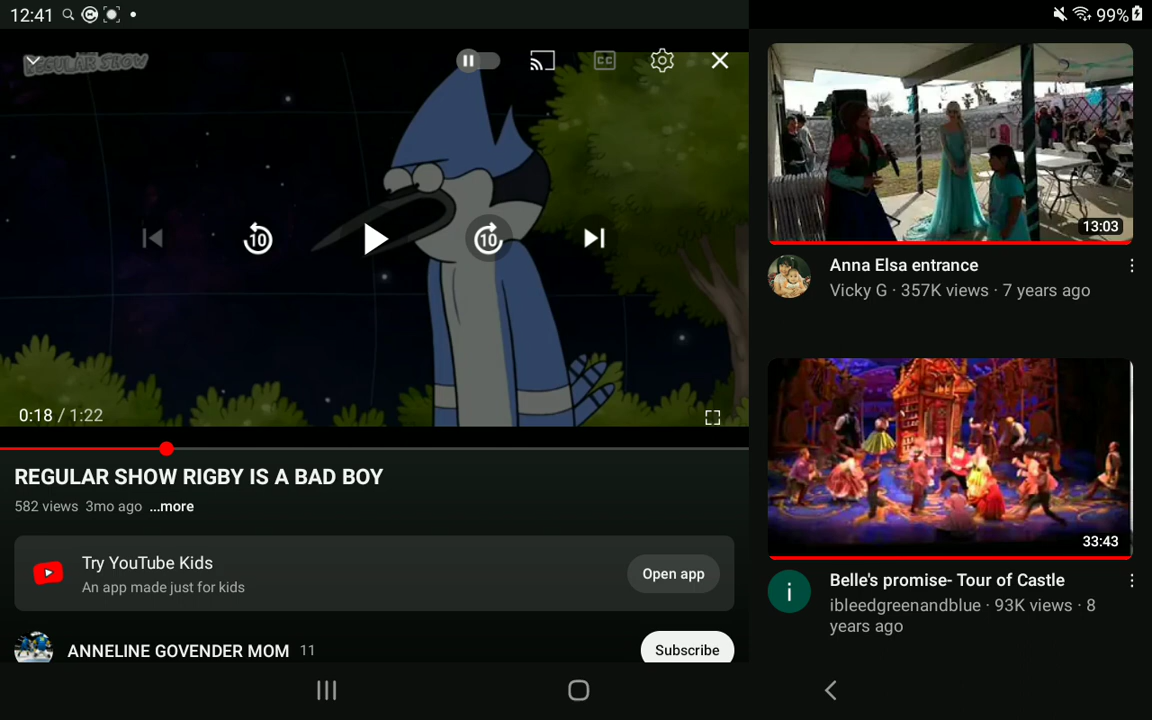 12:41
99%
REGULAR SHOW
CC
10
10
0:18 / 1:22
REGULAR SHOW RIGBY IS A BAD BOY
582 views 3mo ago ...more
Try YouTube Kids
An app made just for kids
Open app
ANNELINE GOVENDER MOM 11
Subscribe
13:03
Anna Elsa entrance
Vicky G · 357K views · 7 years ago
33:43
i
Belle's promise- Tour of Castle
ibleedgreenandblue · 93K views · 8
years ago